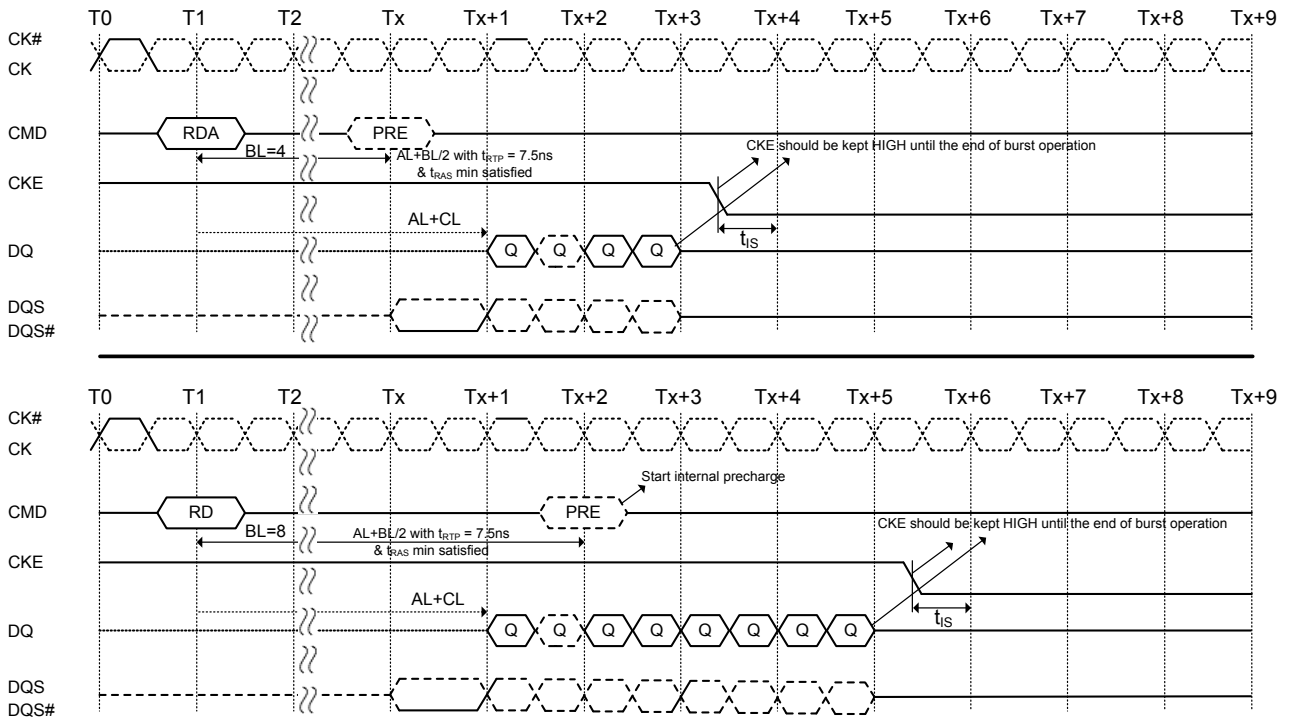 T0 T1 T2 Tx Tx+1 Tx+2 Tx+3 Tx+4 Tx+5 Tx+6 Tx+7 Tx+8 Tx+9
CK#
CK
CMD RDA PRE
BL=4 AL+BL/2 with tRTP = 7.5ns
& tRAS min satisfied
CKE should be kept HIGH until the end of burst operation
CKE
AL+CL
tIS
DQ Q Q Q Q
DQS
DQS#
T0 T1 T2 Tx Tx+1 Tx+2 Tx+3 Tx+4 Tx+5 Tx+6 Tx+7 Tx+8 Tx+9
CK#
CK
Start internal precharge
CMD RD PRE
BL=8 AL+BL/2 with tRTP = 7.5ns
& tRAS min satisfied
CKE should be kept HIGH until the end of burst operation
CKE
AL+CL
tIS
DQ Q Q Q Q Q Q Q Q
DQS
DQS#